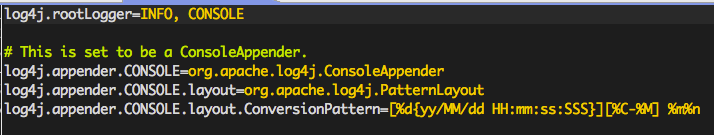 log4j.rootLogger=INFO, CONSOLE
# This is set to be a ConsoleAppender.
log4j.appender.CONSOLE=org.apache.log4j.ConsoleAppender
log4j.appender.CONSOLE.layout=org.apache.log4j.PatternLayout
log4j.appender.CONSOLE.layout.ConversionPattern=[%d{yy/MM/dd HH:mm:ss:SSS}][%C-%M] %m%n